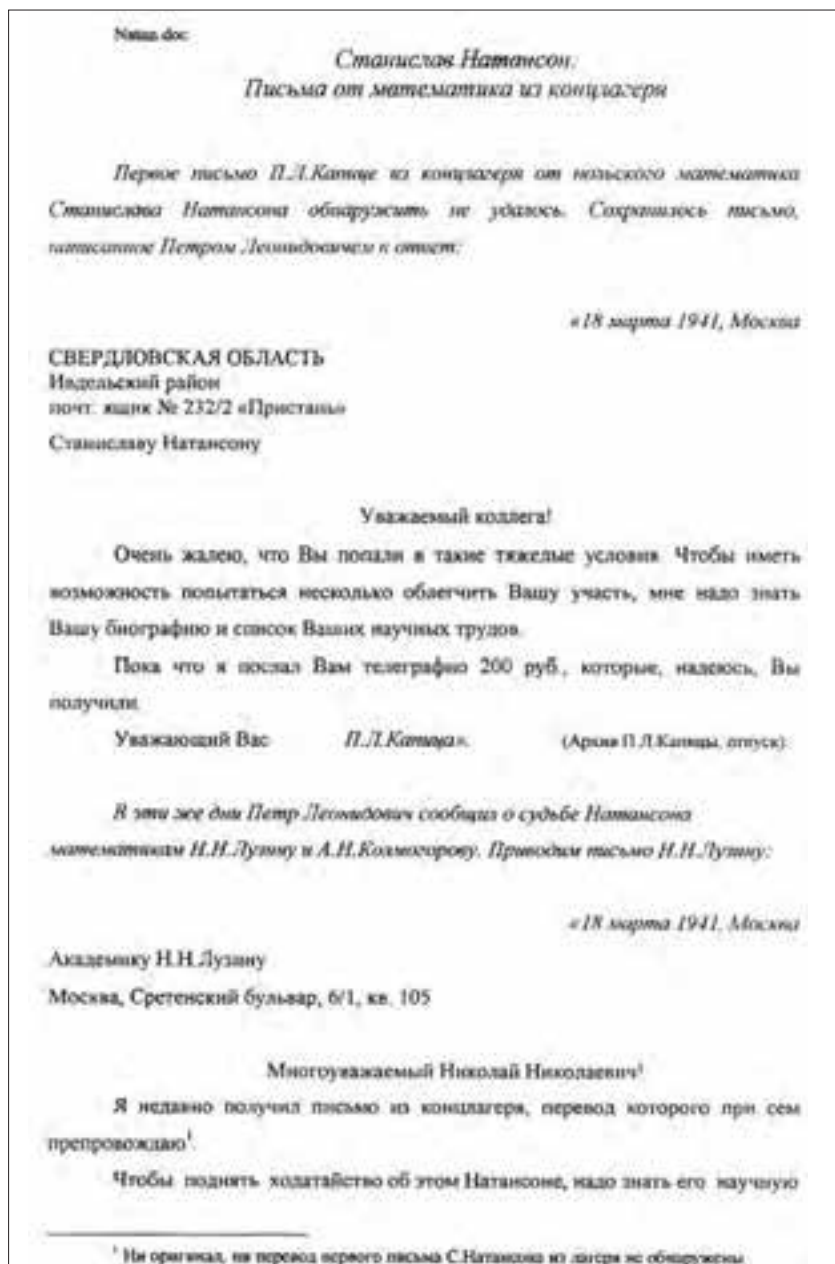 Natan.doc
Станислав Натансон.
Письма от математика из концлагеря
Первое письмо П.Л.Капице из концлагеря от польского математика
Станислава Натансона обнаружить не удалось. Сохранилось письмо,
написанное Петром Леонидовичем в ответ:
«18 марта 1941, Москва
СВЕРДЛОВСКАЯ ОБЛАСТЬ
Ивдельский район
почт. ящик № 232/2 «Пристань»
Станиславу Натансону
Уважаемый коллега!
Очень жалею, что Вы попали в такие тяжелые условия. Чтобы иметь
возможность попытаться несколько облегчить Вашу участь, мне надо знать
Вашу биографию и список Ваших научных трудов.
Пока что я послал Вам телеграфно 200 руб., которые, надеюсь, Вы
получили.
Уважающий Вас П.Л.Капица». (Архив П.Л.Капицы, отпуск)
В эти же дни Петр Леонидович сообщил о судьбе Натансона
математикам Н.Н.Лузину и А.Н.Колмогорову. Приводим письмо Н.Н.Лузину:
«18 марта 1941, Москва
Академику Н.Н.Лузину
Москва, Сретенский бульвар, 6/1, кв. 105
Многоуважаемый Николай Николаевич!
Я недавно получил письмо из концлагеря, перевод которого при сем
препровождаю¹.
Чтобы поднять ходатайство об этом Натансоне, надо знать его научную
¹ Ни оригинал, ни перевод первого письма С.Натансона из лагеря не обнаружены